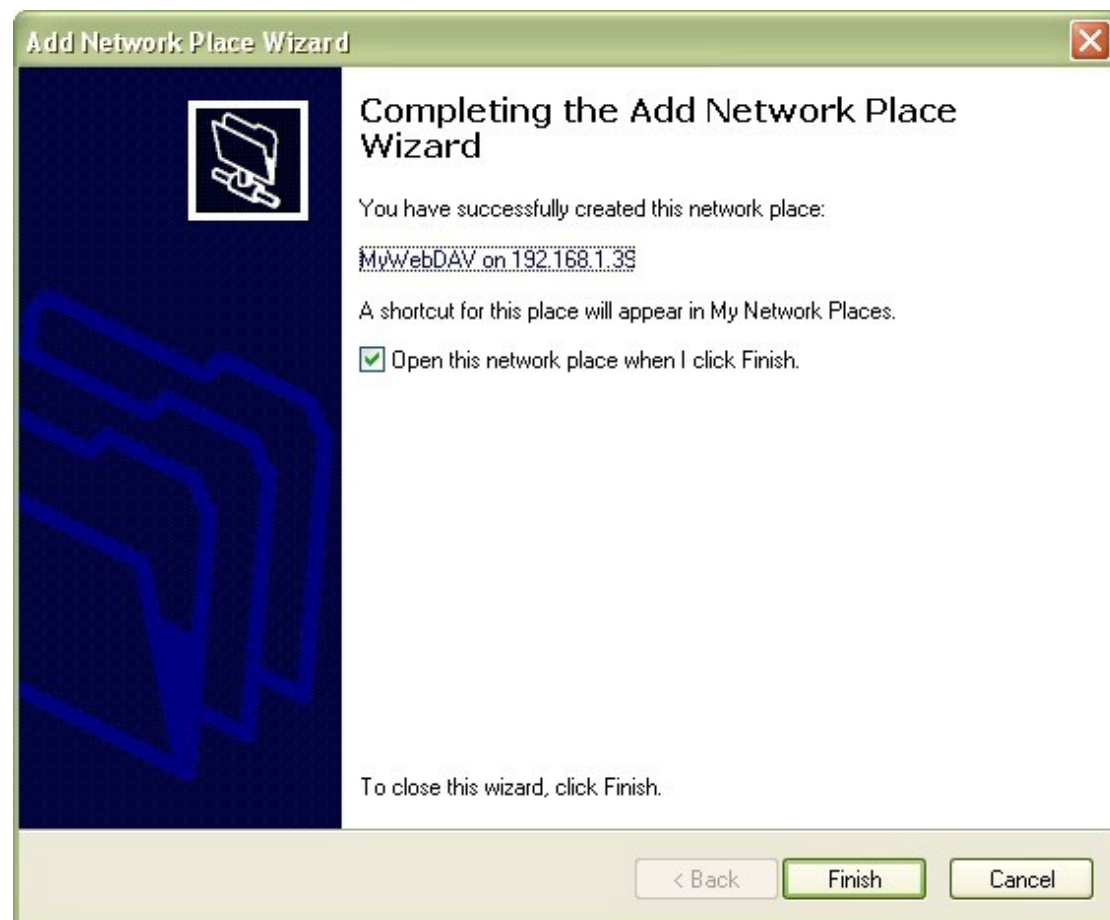 Add Network Place Wizard
Completing the Add Network Place
Wizard
You have successfully created this network place:
MyWebDAV on 192.168.1.39
A shortcut for this place will appear in My Network Places.
Open this network place when I click Finish.
To close this wizard, click Finish.
< Back Finish Cancel